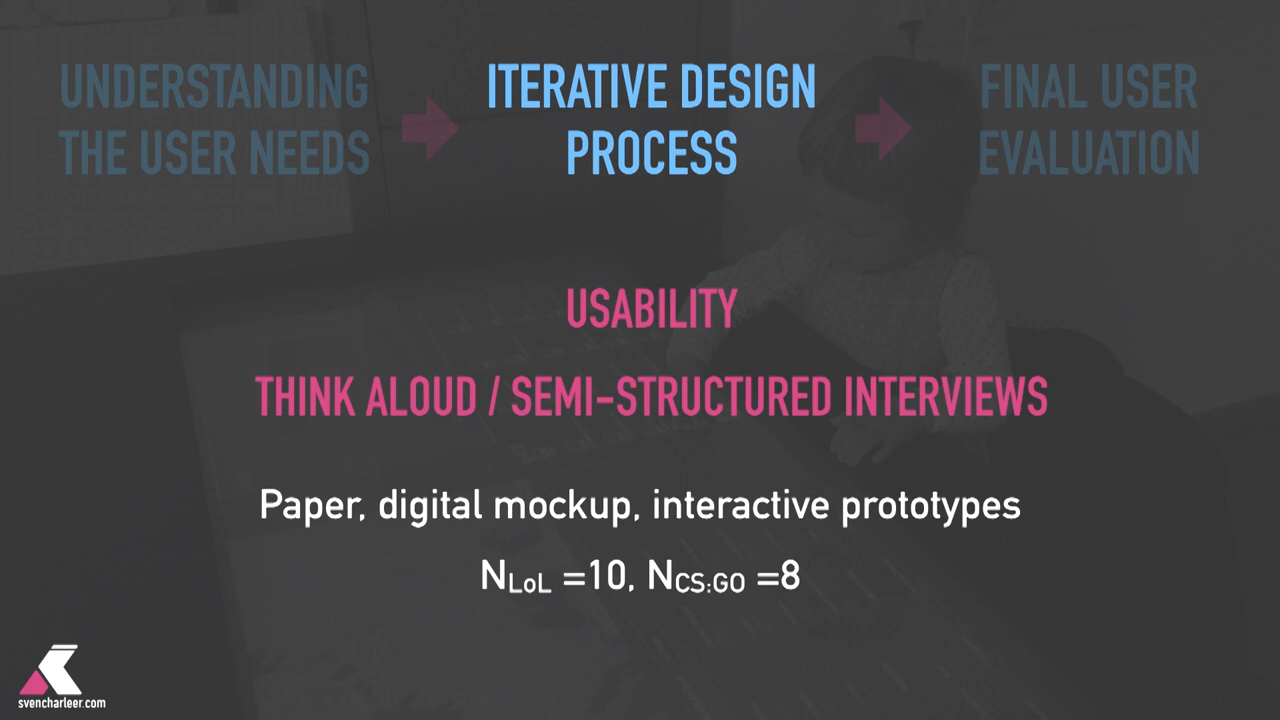 UNDERSTANDING
THE USER NEEDS
ITERATIVE DESIGN
PROCESS
FINAL USER
EVALUATION
USABILITY
THINK ALOUD / SEMI-STRUCTURED INTERVIEWS
Paper, digital mockup, interactive prototypes
NLoL =10, NCS:GO =8
svencharleer.com